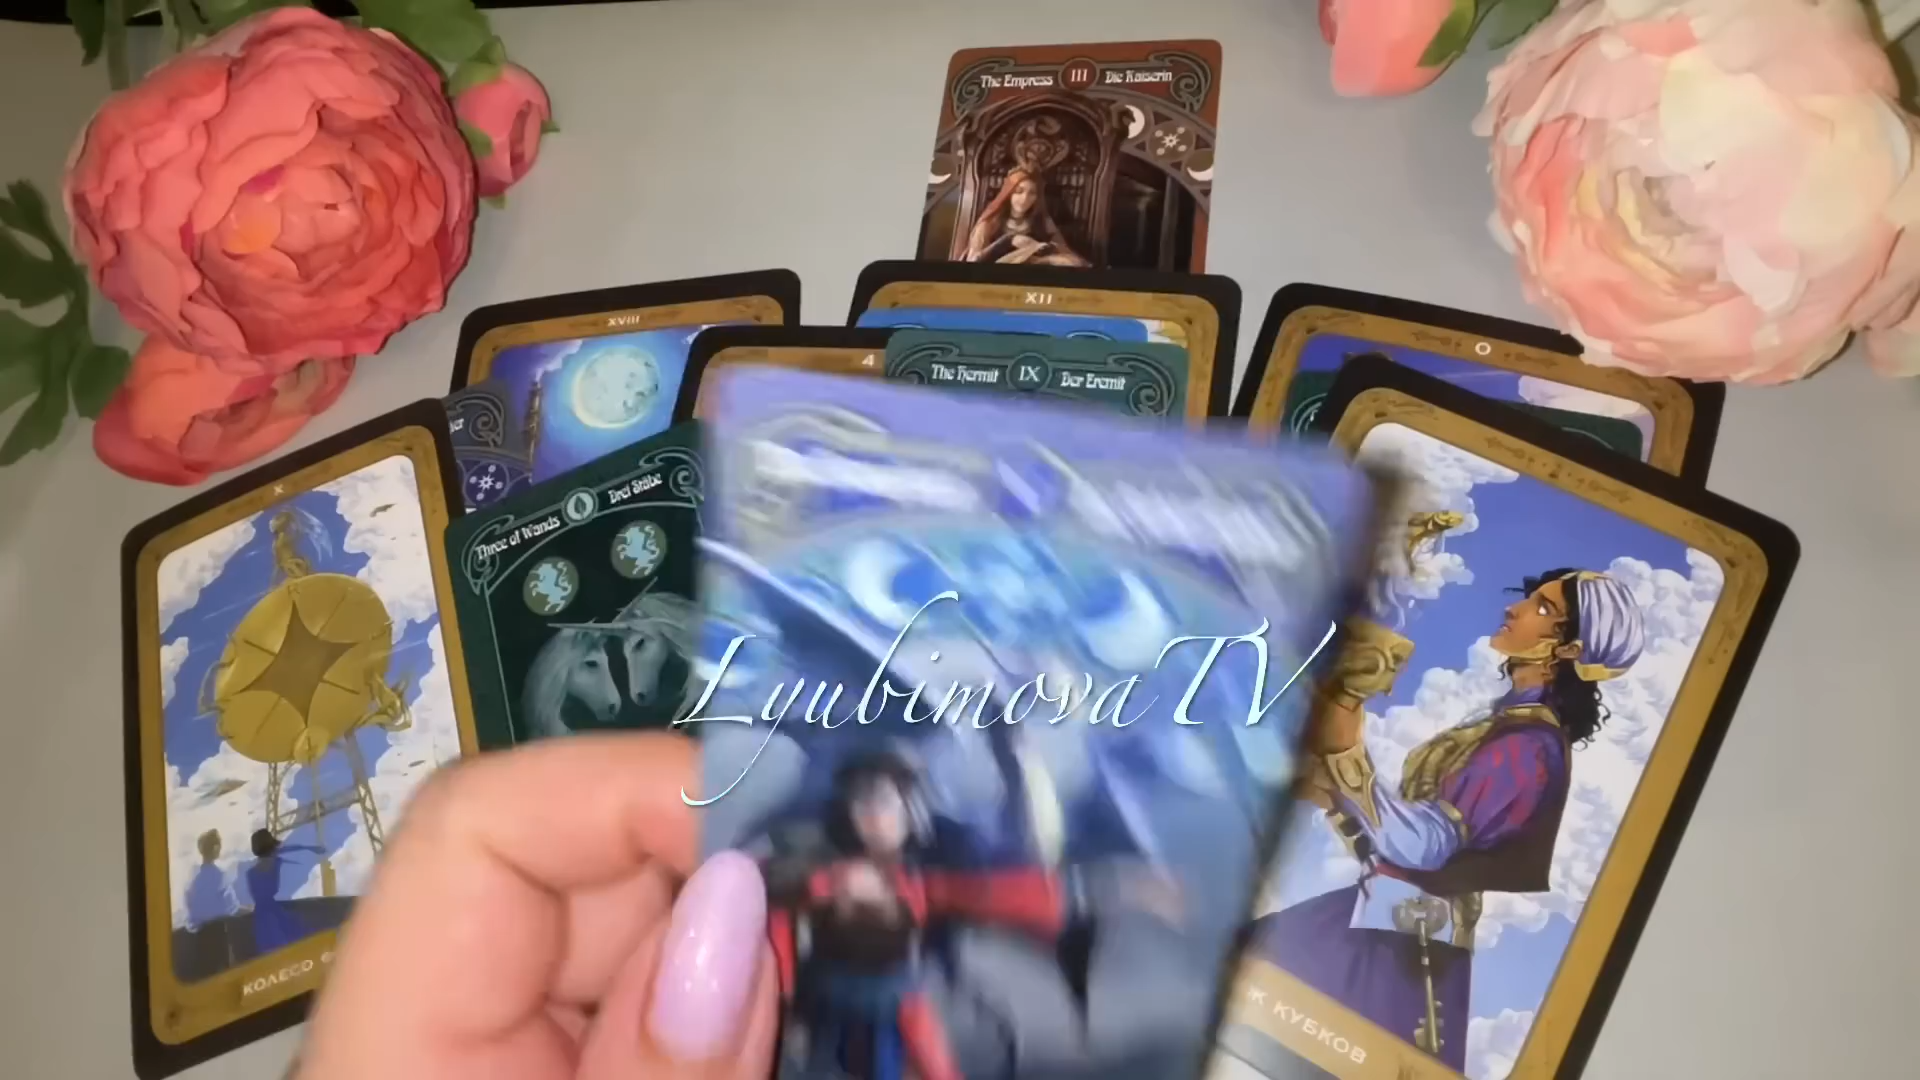 The Empress III Die Kaiserin
XII
XVIII
O
4
The Hermit IX Der Eremit
X
Three of Wands Drei Stäbe
LyubimovaTV
КОЛЕСО
КУБКОВ